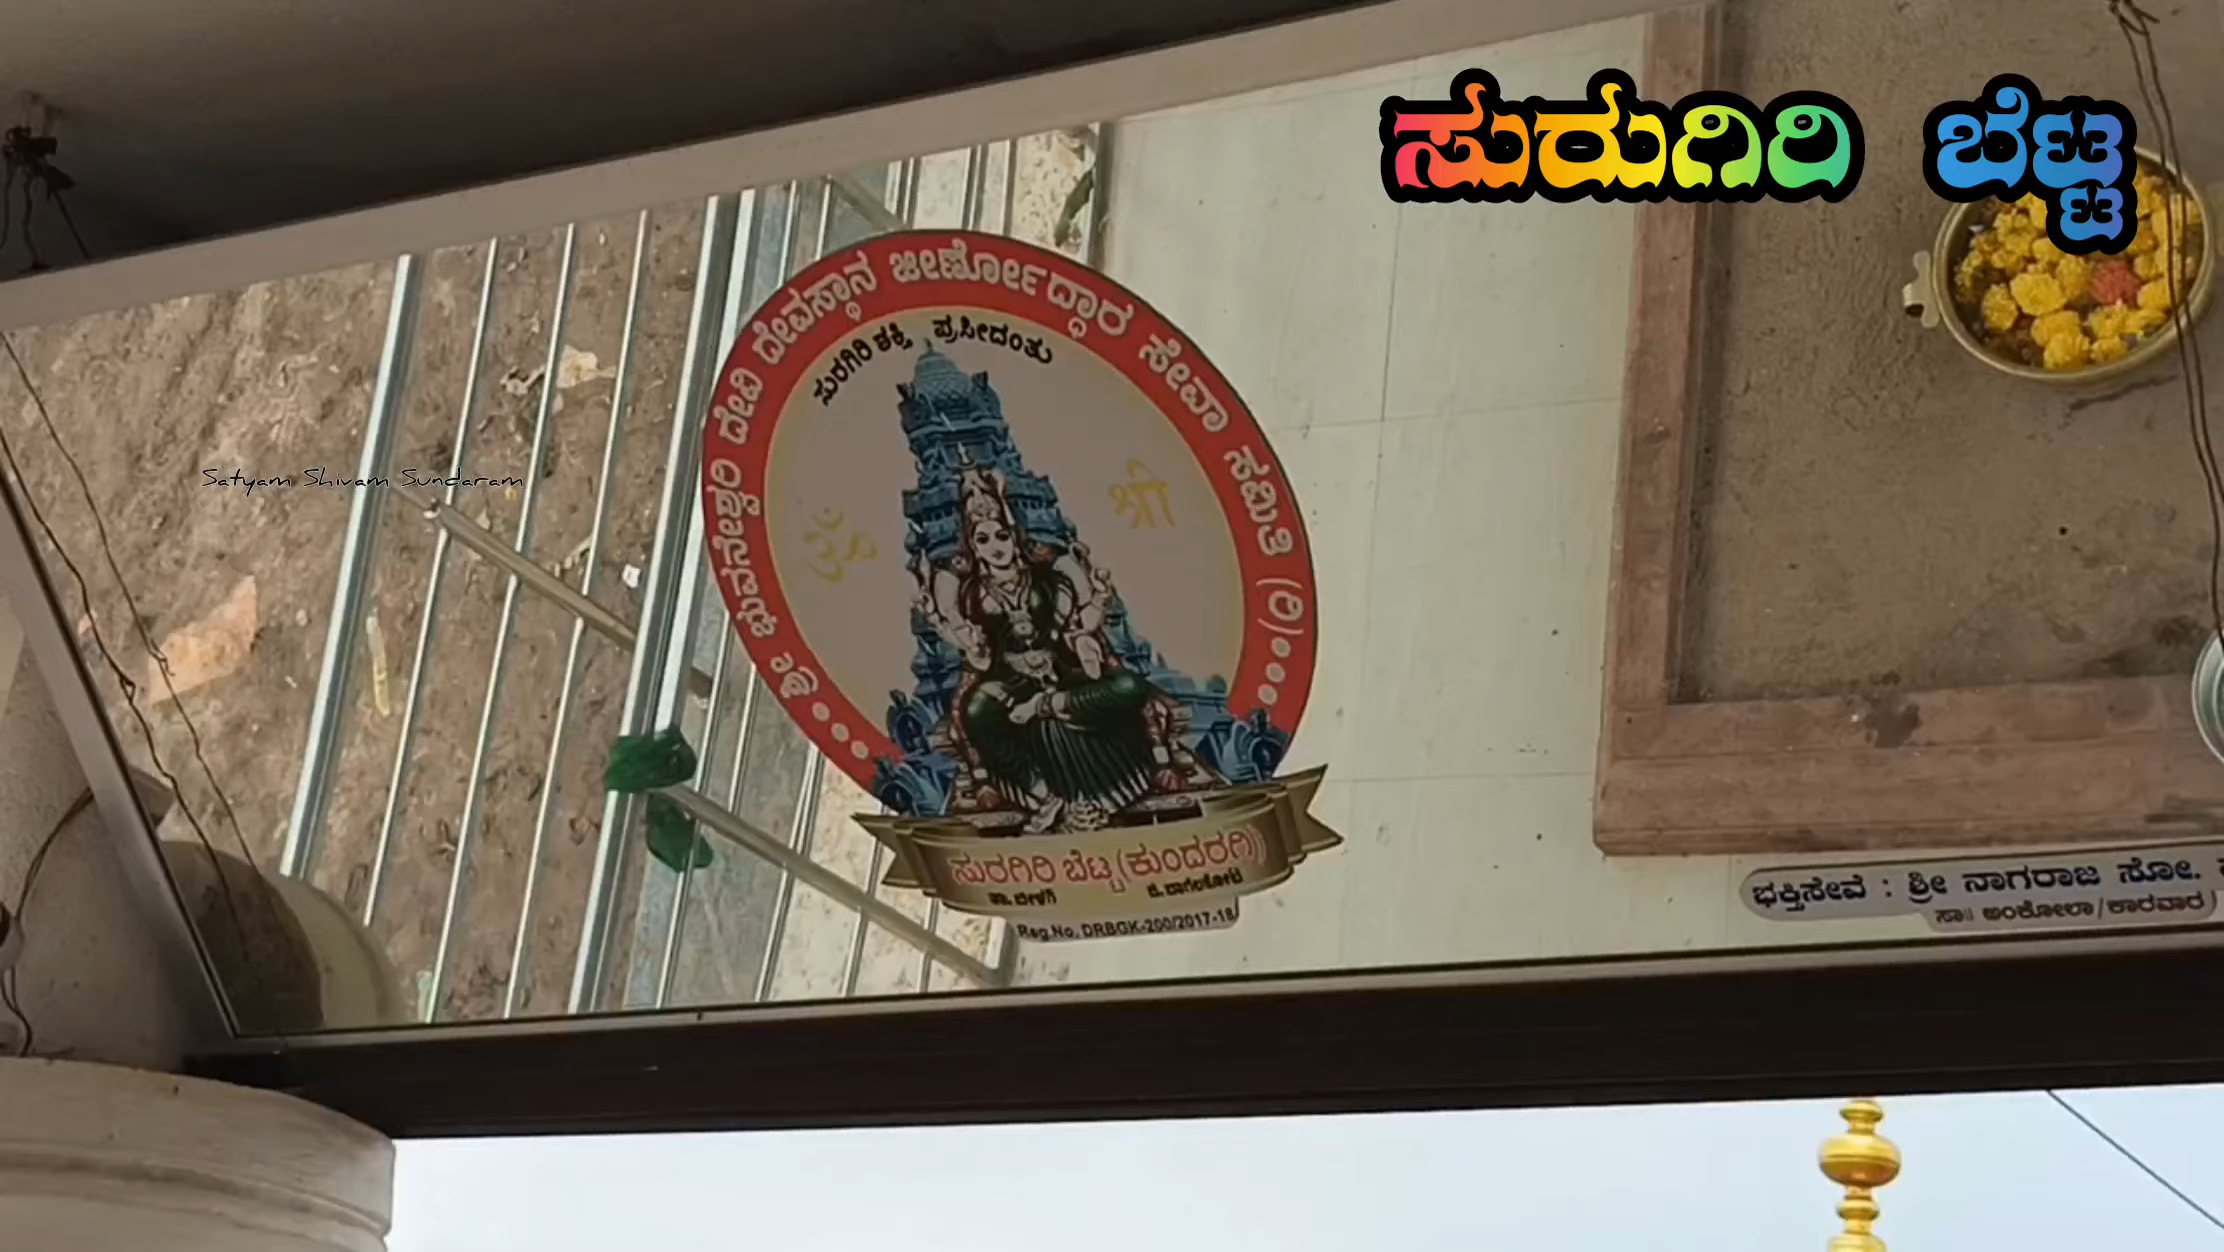 ಸುರುಗಿರಿ ಬೆಟ್ಟ
ಶ್ರೀ ಭುವನೇಶ್ವರಿ ದೇವಿ ದೇವಸ್ಥಾನ ಜೀರ್ಣೋದ್ಧಾರ ಸೇವಾ ಸಮಿತಿ (ರಿ)
ಸುರಗಿರಿ ಶಕ್ತಿ ಪ್ರಸೀದಂತು
Satyam Shivam Sundaram
ॐ
श्री
ಸುರಗಿರಿ ಬೆಟ್ಟ (ಕುಂದರಗಿ)
ತಾ. ಬೀಳಗಿ ಜಿ. ಬಾಗಲಕೋಟ
Reg.No. DRBGK-200/2017-18
ಭಕ್ತಿಸೇವೆ : ಶ್ರೀ ನಾಗರಾಜ ಸೋ.
ಸಾ॥ ಅಂಕೋಲಾ/ಕಾರವಾರ